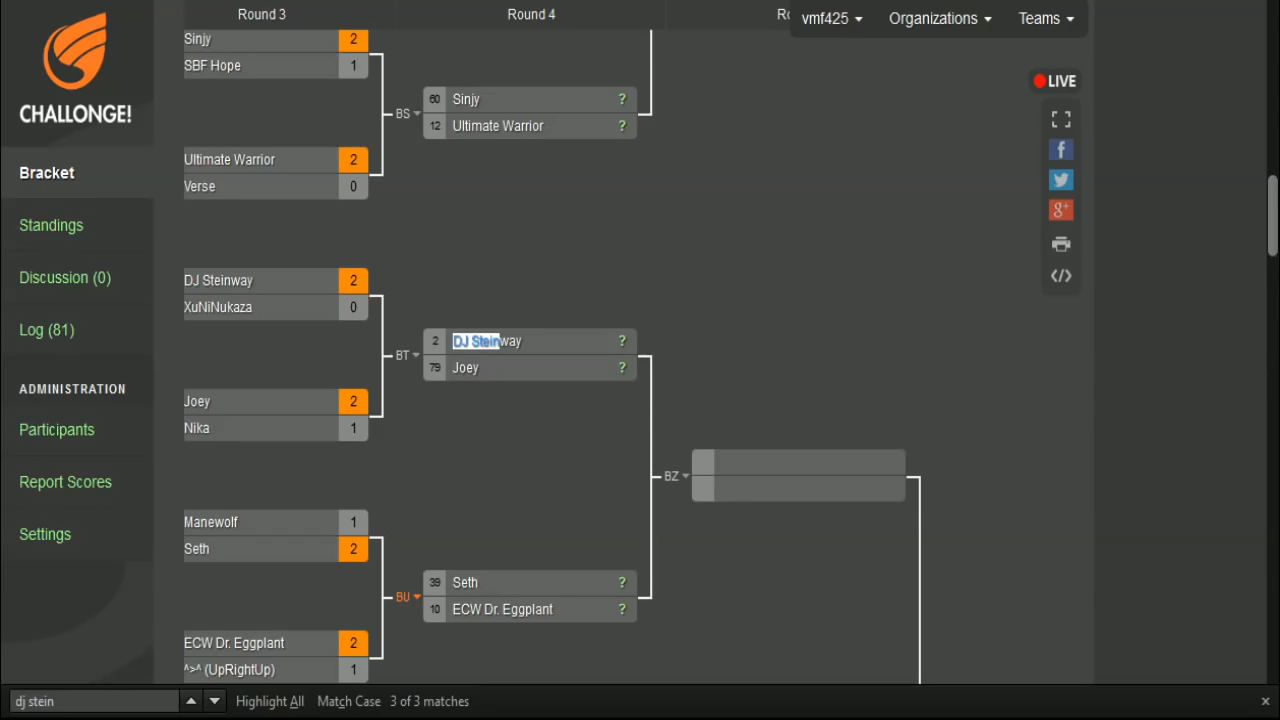 Round 3
Round 4
Ro
vmf425
Organizations
Teams
CHALLONGE!
LIVE
Bracket
Standings
Discussion (0)
Log (81)
ADMINISTRATION
Participants
Report Scores
Settings
Sinjy 2
SBF Hope 1
BS
60 Sinjy ?
12 Ultimate Warrior ?
Ultimate Warrior 2
Verse 0
DJ Steinway 2
XuNiNukaza 0
BT
2 DJ Steinway ?
79 Joey ?
Joey 2
Nika 1
BZ
Manewolf 1
Seth 2
BU
39 Seth ?
10 ECW Dr. Eggplant ?
ECW Dr. Eggplant 2
^>^ (UpRightUp) 1
dj stein
Highlight All
Match Case
3 of 3 matches